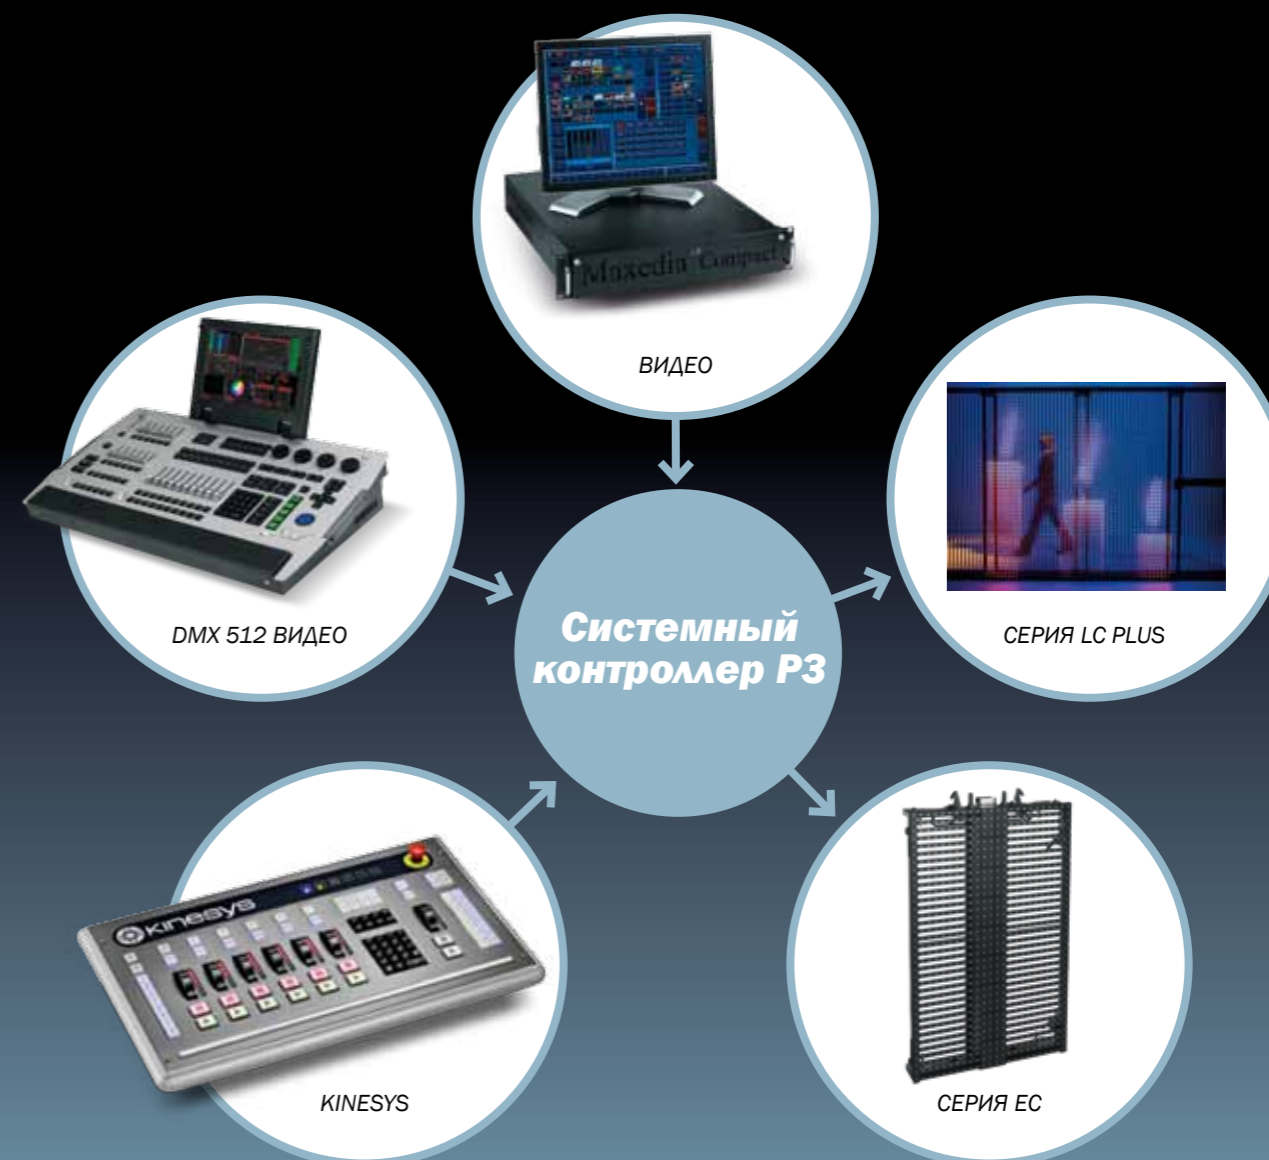 Maxedia Compact
ВИДЕО
DMX 512 ВИДЕО
СЕРИЯ LC PLUS
Системный
контроллер P3
kinesys
KINESYS
СЕРИЯ EC